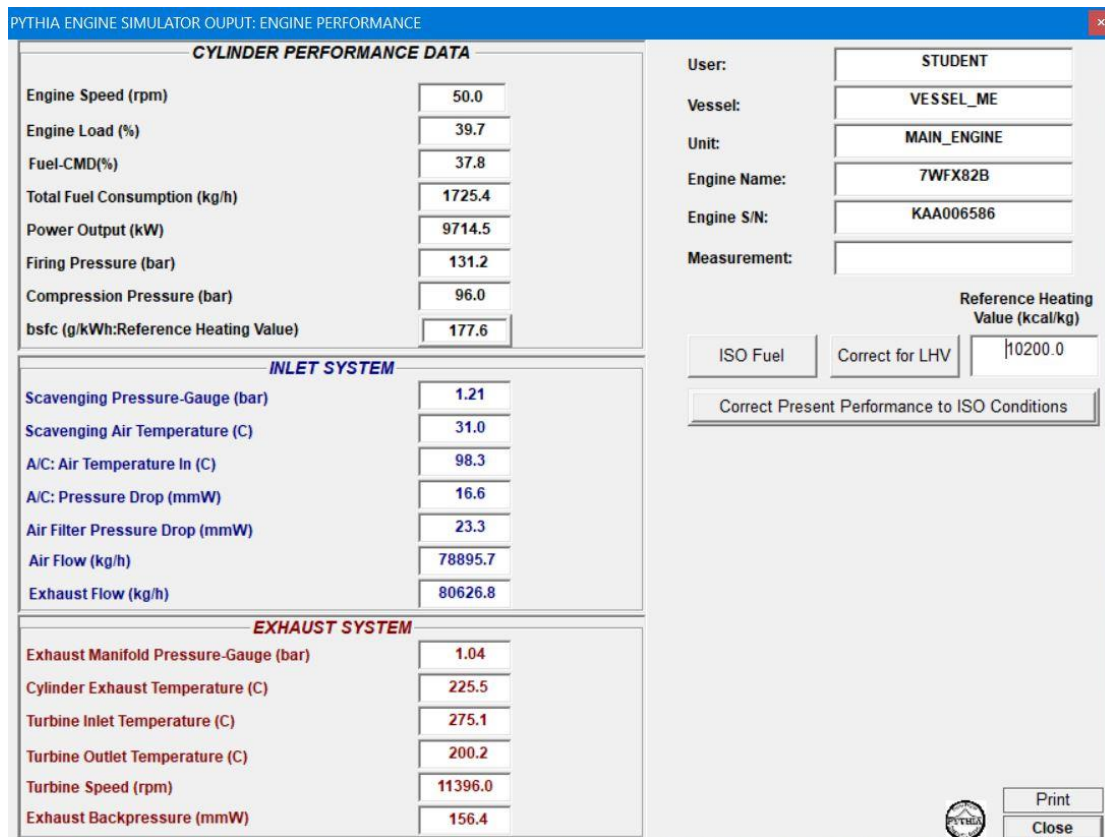 PYTHIA ENGINE SIMULATOR OUPUT: ENGINE PERFORMANCE
×
CYLINDER PERFORMANCE DATA
Engine Speed (rpm) 50.0
Engine Load (%) 39.7
Fuel-CMD(%) 37.8
Total Fuel Consumption (kg/h) 1725.4
Power Output (kW) 9714.5
Firing Pressure (bar) 131.2
Compression Pressure (bar) 96.0
bsfc (g/kWh:Reference Heating Value) 177.6
INLET SYSTEM
Scavenging Pressure-Gauge (bar) 1.21
Scavenging Air Temperature (C) 31.0
A/C: Air Temperature In (C) 98.3
A/C: Pressure Drop (mmW) 16.6
Air Filter Pressure Drop (mmW) 23.3
Air Flow (kg/h) 78895.7
Exhaust Flow (kg/h) 80626.8
EXHAUST SYSTEM
Exhaust Manifold Pressure-Gauge (bar) 1.04
Cylinder Exhaust Temperature (C) 225.5
Turbine Inlet Temperature (C) 275.1
Turbine Outlet Temperature (C) 200.2
Turbine Speed (rpm) 11396.0
Exhaust Backpressure (mmW) 156.4
User: STUDENT
Vessel: VESSEL_ME
Unit: MAIN_ENGINE
Engine Name: 7WFX82B
Engine S/N: KAA006586
Measurement:
Reference Heating
Value (kcal/kg)
ISO Fuel Correct for LHV 10200.0
Correct Present Performance to ISO Conditions
PYTHIA
Print
Close